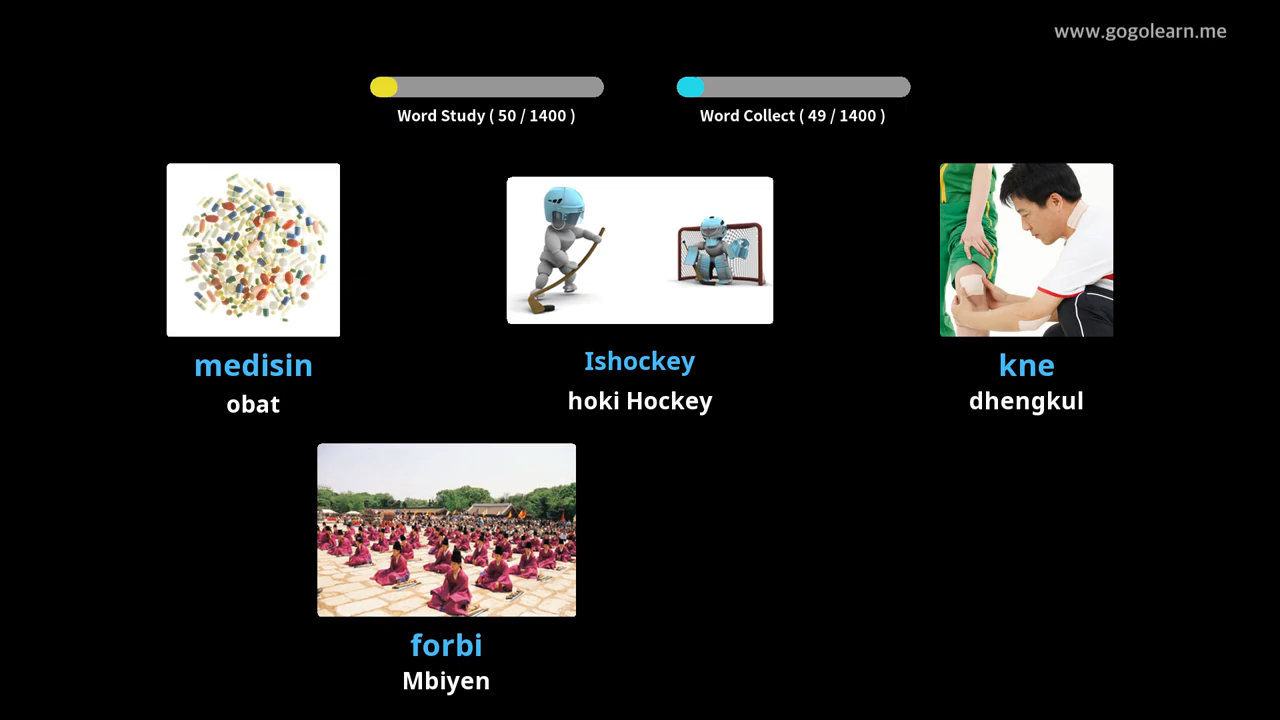 www.gogolearn.me
Word Study ( 50 / 1400 )
Word Collect ( 49 / 1400 )
medisin
obat
Ishockey
hoki Hockey
kne
dhengkul
forbi
Mbiyen